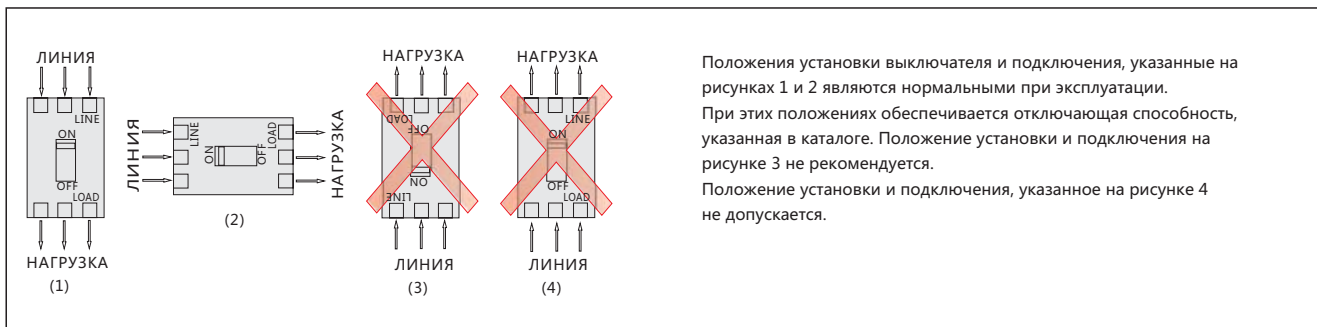 ЛИНИЯ
LINE
ON
OFF
LOAD
НАГРУЗКА
(1)
ЛИНИЯ
LINE
ON
OFF
LOAD
НАГРУЗКА
(2)
НАГРУЗКА
LOAD
OFF
ON
LINE
ЛИНИЯ
(3)
НАГРУЗКА
LINE
ON
OFF
LOAD
ЛИНИЯ
(4)
Положения установки выключателя и подключения, указанные на
рисунках 1 и 2 являются нормальными при эксплуатации.
При этих положениях обеспечивается отключающая способность,
указанная в каталоге. Положение установки и подключения на
рисунке 3 не рекомендуется.
Положение установки и подключения, указанное на рисунке 4
не допускается.